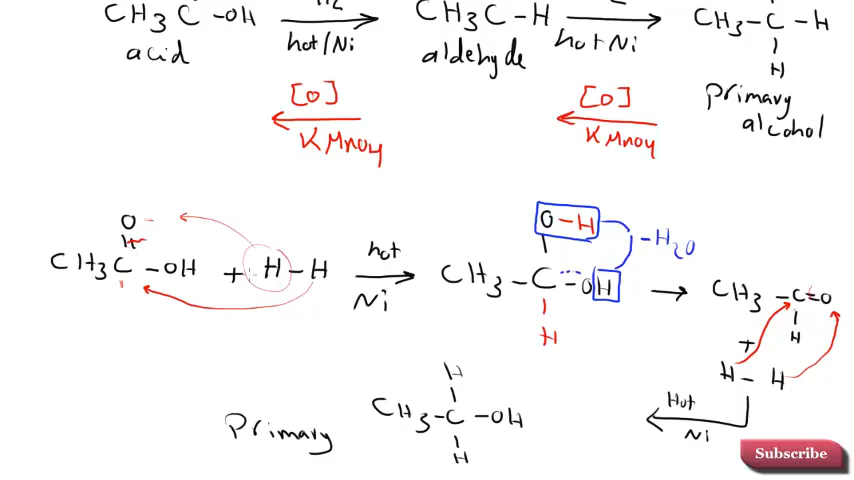 CH3C-OH H2 hot/Ni CH3C-H hot+Ni CH3-C-H
H
acid aldehyde Primary alcohol
[O] KMnO4 [O] KMnO4
O O-H -H2O
CH3C-OH + H-H hot Ni CH3-C-OH CH3-C=O
H H
+
H-H
Hot Ni
H
Primary CH3-C-OH
H
Subscribe